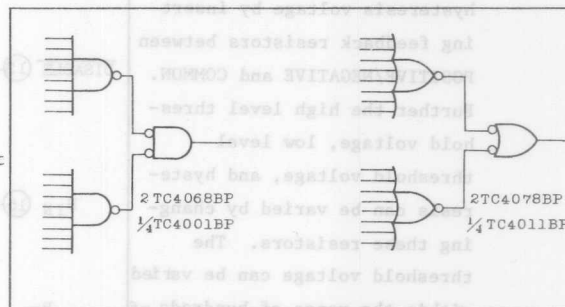 hysteresis voltage by insert
ing feedback resistors between
POSITIVE/NEGATIVE and COMMON.
Further the high level thres-
hold voltage, low level
threshold voltage, and hyste-
resis can be varied by chang-
ing these resistors. The
threshold voltage can be varied
2 TC4068BP
¼TC4001BP
2TC4078BP
¼TC4011BP